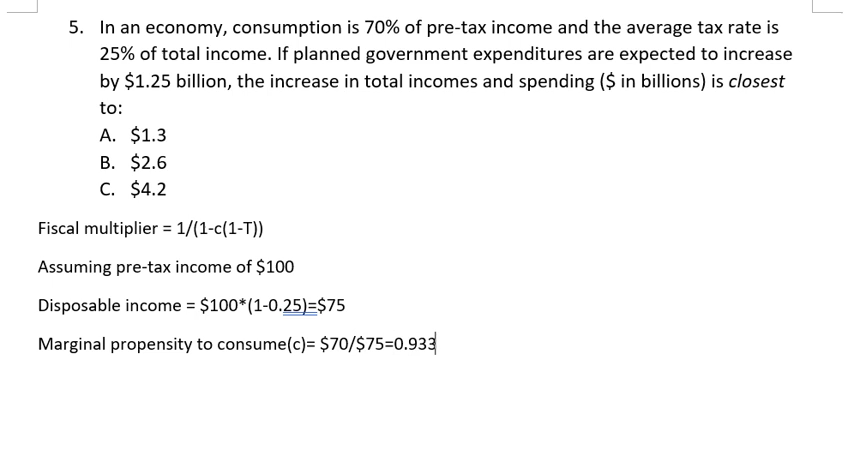 5. In an economy, consumption is 70% of pre-tax income and the average tax rate is
25% of total income. If planned government expenditures are expected to increase
by $1.25 billion, the increase in total incomes and spending ($ in billions) is closest
to:
A. $1.3
B. $2.6
C. $4.2
Fiscal multiplier = 1/(1-c(1-T))
Assuming pre-tax income of $100
Disposable income = $100*(1-0.25)=$75
Marginal propensity to consume(c)= $70/$75=0.933